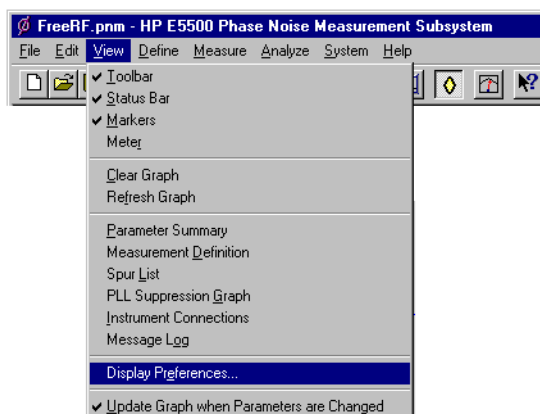 FreeRF.pnm - HP E5500 Phase Noise Measurement Subsystem
File Edit View Define Measure Analyze System Help
Toolbar
Status Bar
Markers
Meter
Clear Graph
Refresh Graph
Parameter Summary
Measurement Definition
Spur List
PLL Suppression Graph
Instrument Connections
Message Log
Display Preferences...
Update Graph when Parameters are Changed